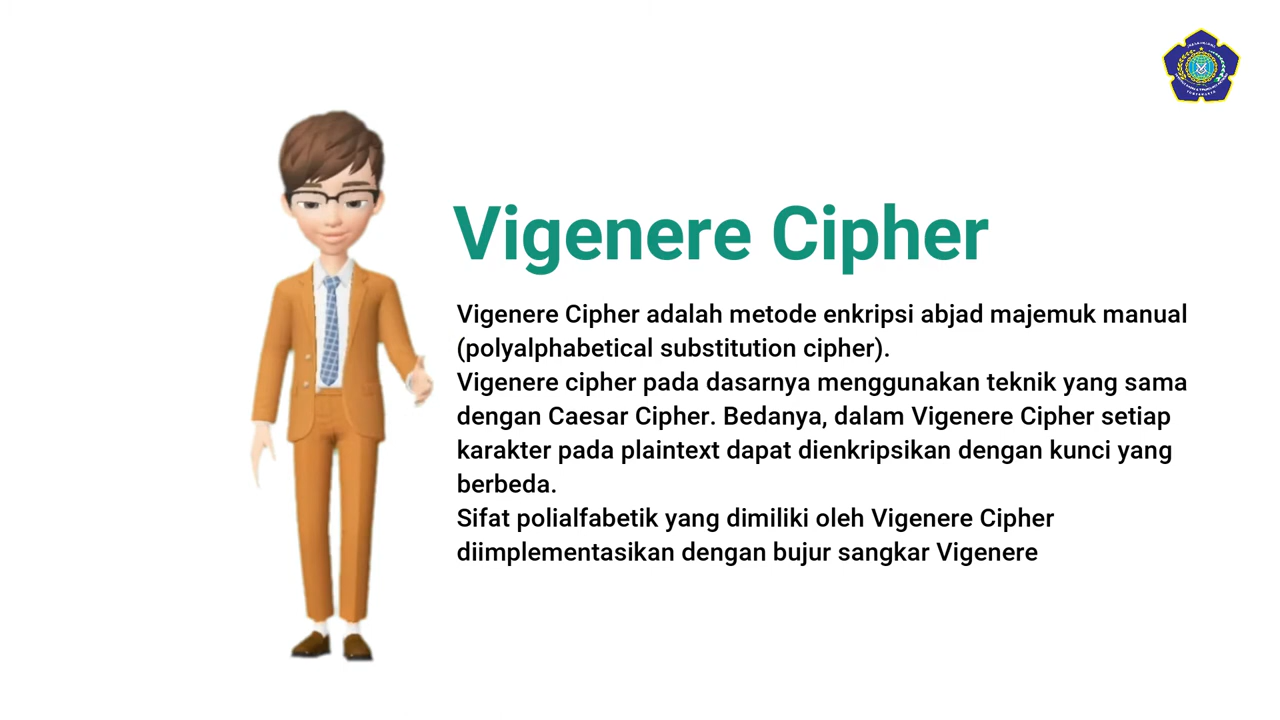 Vigenere Cipher
Vigenere Cipher adalah metode enkripsi abjad majemuk manual
(polyalphabetical substitution cipher).
Vigenere cipher pada dasarnya menggunakan teknik yang sama
dengan Caesar Cipher. Bedanya, dalam Vigenere Cipher setiap
karakter pada plaintext dapat dienkripsikan dengan kunci yang
berbeda.
Sifat polialfabetik yang dimiliki oleh Vigenere Cipher
diimplementasikan dengan bujur sangkar Vigenere